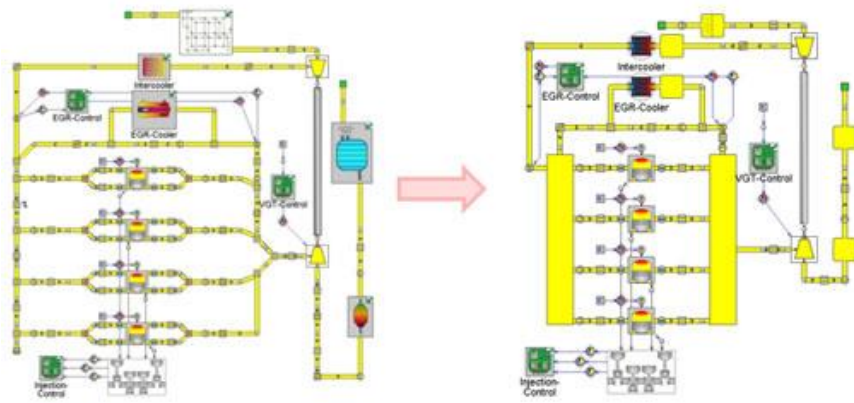 Intercooler
EGR-Control
EGR-Cooler
VGT-Control
Injection-
Control
Intercooler
EGR-Control
EGR-Cooler
VGT-Control
Injection-
Control